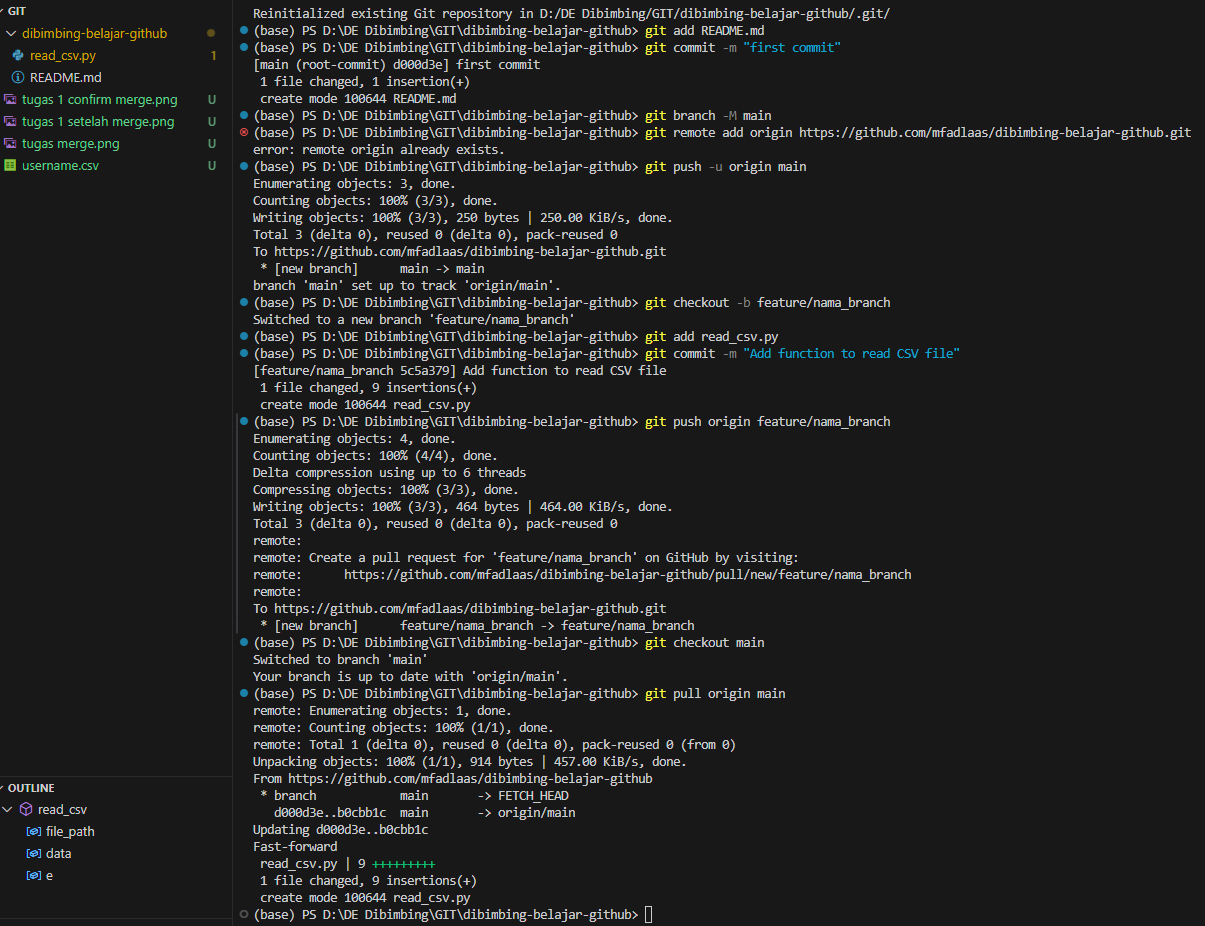 GIT
dibimbing-belajar-github
read_csv.py 1
README.md
tugas 1 confirm merge.png U
tugas 1 setelah merge.png U
tugas merge.png U
username.csv U
OUTLINE
read_csv
file_path
data
e
Reinitialized existing Git repository in D:/DE Dibimbing/GIT/dibimbing-belajar-github/.git/
(base) PS D:\DE Dibimbing\GIT\dibimbing-belajar-github> git add README.md
(base) PS D:\DE Dibimbing\GIT\dibimbing-belajar-github> git commit -m "first commit"
[main (root-commit) d000d3e] first commit
1 file changed, 1 insertion(+)
create mode 100644 README.md
(base) PS D:\DE Dibimbing\GIT\dibimbing-belajar-github> git branch -M main
(base) PS D:\DE Dibimbing\GIT\dibimbing-belajar-github> git remote add origin https://github.com/mfadlaas/dibimbing-belajar-github.git
error: remote origin already exists.
(base) PS D:\DE Dibimbing\GIT\dibimbing-belajar-github> git push -u origin main
Enumerating objects: 3, done.
Counting objects: 100% (3/3), done.
Writing objects: 100% (3/3), 250 bytes | 250.00 KiB/s, done.
Total 3 (delta 0), reused 0 (delta 0), pack-reused 0
To https://github.com/mfadlaas/dibimbing-belajar-github.git
* [new branch] main -> main
branch 'main' set up to track 'origin/main'.
(base) PS D:\DE Dibimbing\GIT\dibimbing-belajar-github> git checkout -b feature/nama_branch
Switched to a new branch 'feature/nama_branch'
(base) PS D:\DE Dibimbing\GIT\dibimbing-belajar-github> git add read_csv.py
(base) PS D:\DE Dibimbing\GIT\dibimbing-belajar-github> git commit -m "Add function to read CSV file"
[feature/nama_branch 5c5a379] Add function to read CSV file
1 file changed, 9 insertions(+)
create mode 100644 read_csv.py
(base) PS D:\DE Dibimbing\GIT\dibimbing-belajar-github> git push origin feature/nama_branch
Enumerating objects: 4, done.
Counting objects: 100% (4/4), done.
Delta compression using up to 6 threads
Compressing objects: 100% (3/3), done.
Writing objects: 100% (3/3), 464 bytes | 464.00 KiB/s, done.
Total 3 (delta 0), reused 0 (delta 0), pack-reused 0
remote:
remote: Create a pull request for 'feature/nama_branch' on GitHub by visiting:
remote: https://github.com/mfadlaas/dibimbing-belajar-github/pull/new/feature/nama_branch
remote:
To https://github.com/mfadlaas/dibimbing-belajar-github.git
* [new branch] feature/nama_branch -> feature/nama_branch
(base) PS D:\DE Dibimbing\GIT\dibimbing-belajar-github> git checkout main
Switched to branch 'main'
Your branch is up to date with 'origin/main'.
(base) PS D:\DE Dibimbing\GIT\dibimbing-belajar-github> git pull origin main
remote: Enumerating objects: 1, done.
remote: Counting objects: 100% (1/1), done.
remote: Total 1 (delta 0), reused 0 (delta 0), pack-reused 0 (from 0)
Unpacking objects: 100% (1/1), 914 bytes | 457.00 KiB/s, done.
From https://github.com/mfadlaas/dibimbing-belajar-github
* branch main -> FETCH_HEAD
d000d3e..b0cbb1c main -> origin/main
Updating d000d3e..b0cbb1c
Fast-forward
read_csv.py | 9 +++++++++
1 file changed, 9 insertions(+)
create mode 100644 read_csv.py
(base) PS D:\DE Dibimbing\GIT\dibimbing-belajar-github>